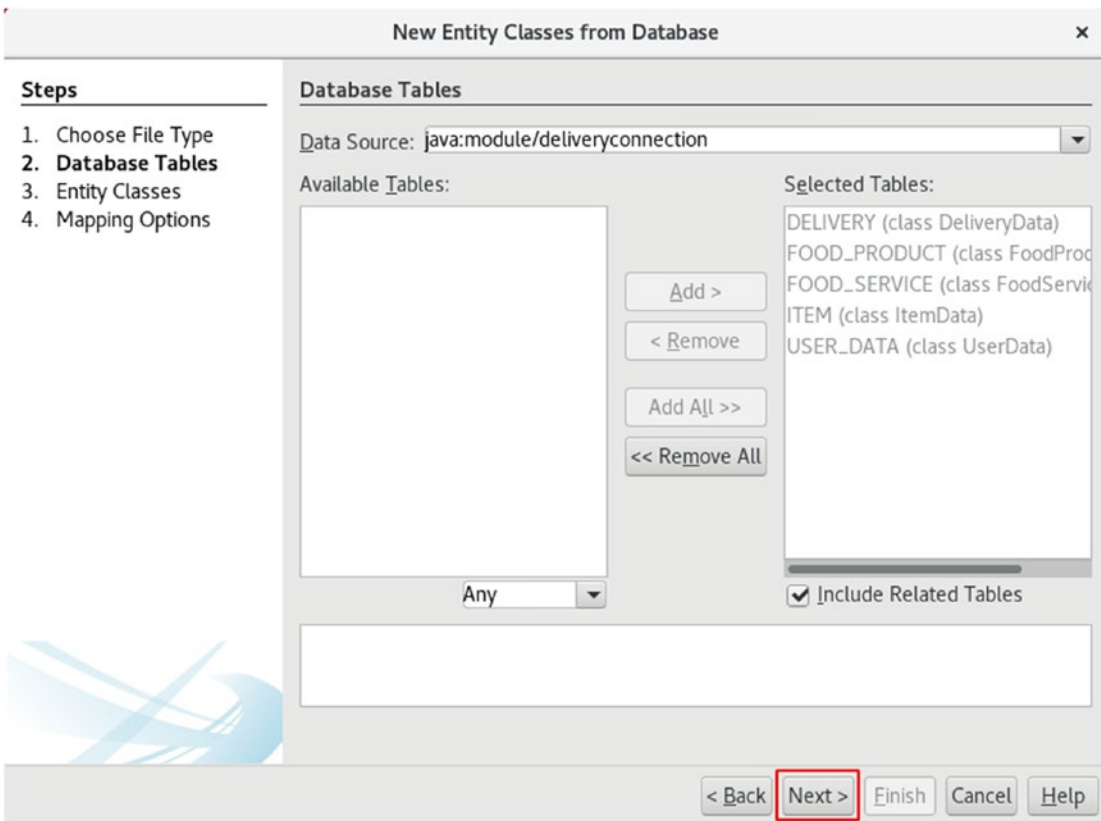 New Entity Classes from Database
Steps
1. Choose File Type
2. Database Tables
3. Entity Classes
4. Mapping Options
Database Tables
Data Source: java:module/deliveryconnection
Available Tables:
Add >
< Remove
Add All >>
<< Remove All
Any
Selected Tables:
DELIVERY (class DeliveryData)
FOOD_PRODUCT (class FoodProd
FOOD_SERVICE (class FoodServic
ITEM (class ItemData)
USER_DATA (class UserData)
Include Related Tables
< Back
Next >
Finish
Cancel
Help